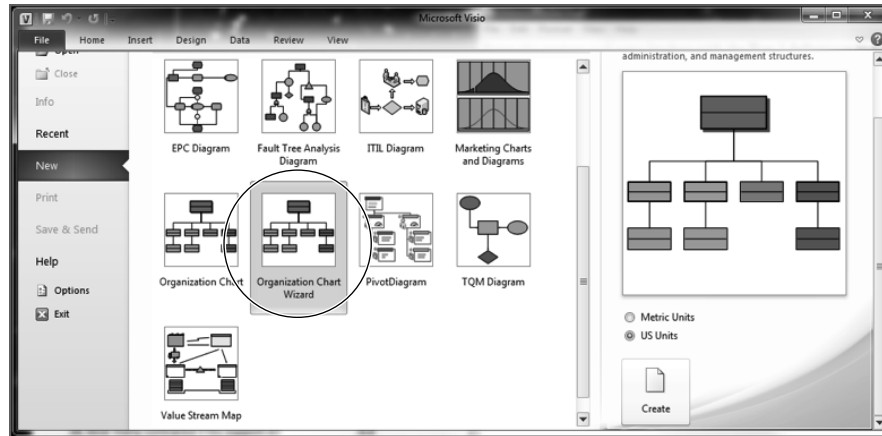 Microsoft Visio
File Home Insert Design Data Review View
Open
administration, and management structures.
Close
Info
Recent
New
Print
Save & Send
Help
Options
Exit
EPC Diagram
Fault Tree Analysis
Diagram
ITIL Diagram
Marketing Charts
and Diagrams
Organization Chart
Organization Chart
Wizard
PivotDiagram
TQM Diagram
Value Stream Map
Metric Units
US Units
Create